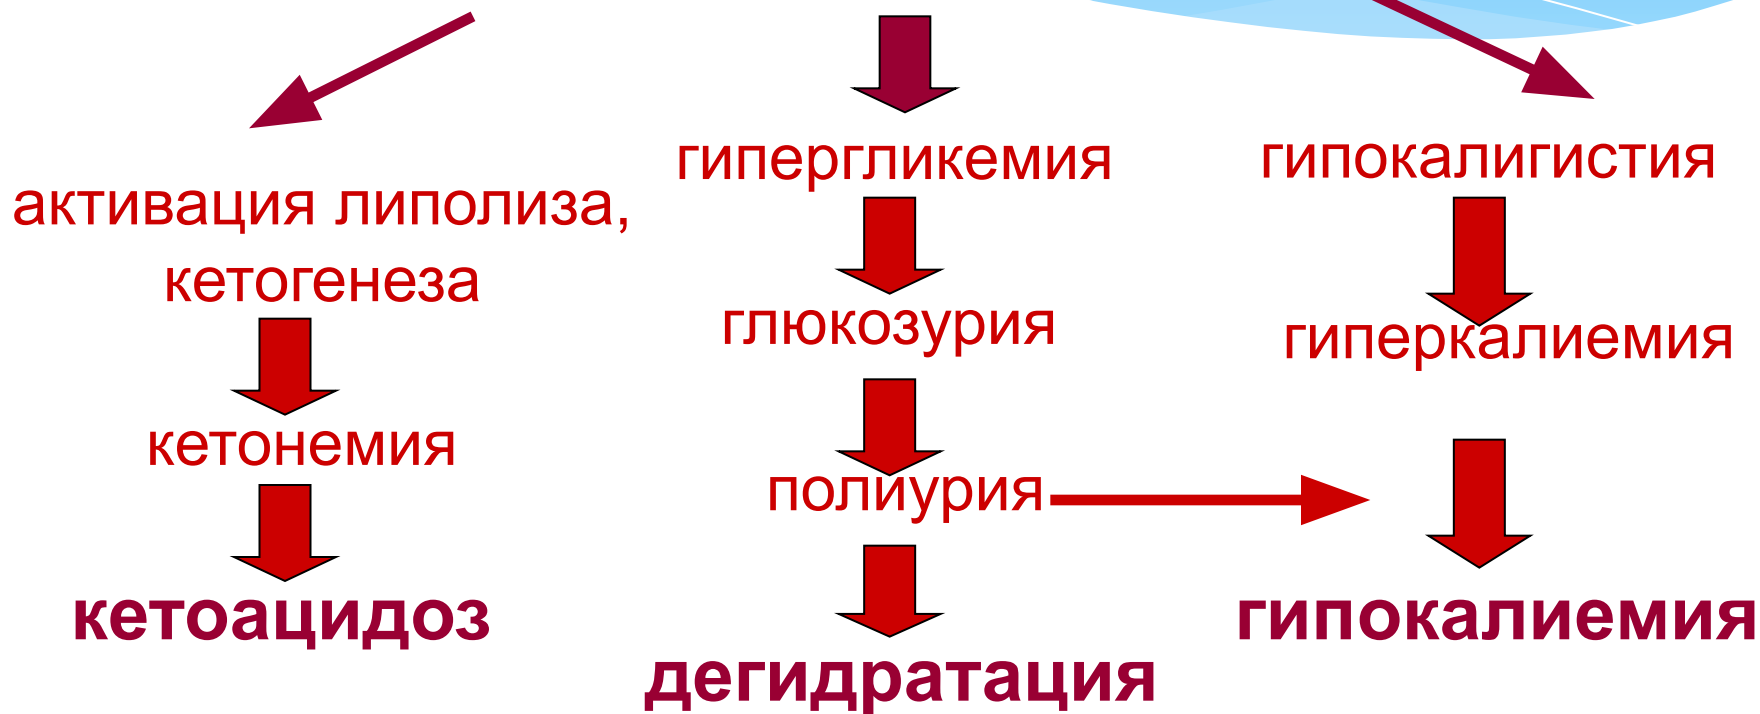 активация липолиза,
кетогенеза
кетонемия
кетоацидоз
гипергликемия
глюкозурия
полиурия
дегидратация
гипокалигистия
гиперкалиемия
гипокалиемия